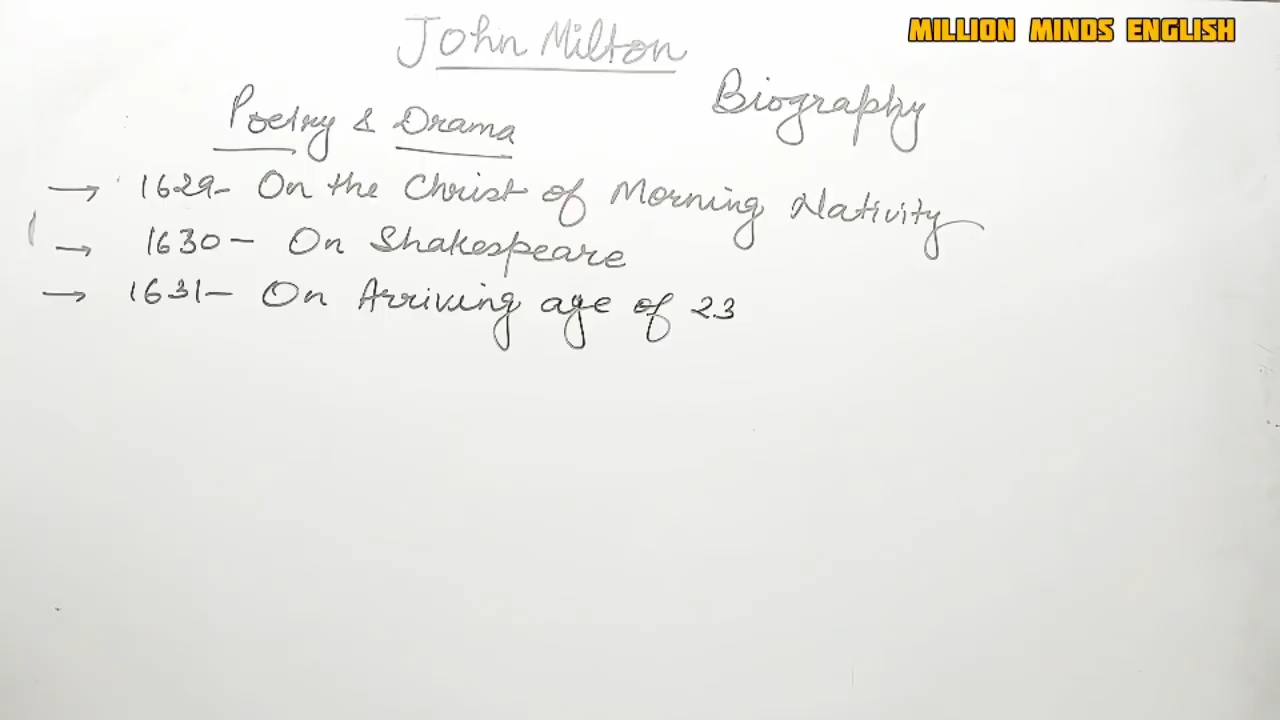 MILLION MINDS ENGLISH
John Milton
Biography
Poetry & Drama
→ 1629- On the Christ of Morning Nativity
→ 1630- On Shakespeare
→ 1631- On Arriving age of 23